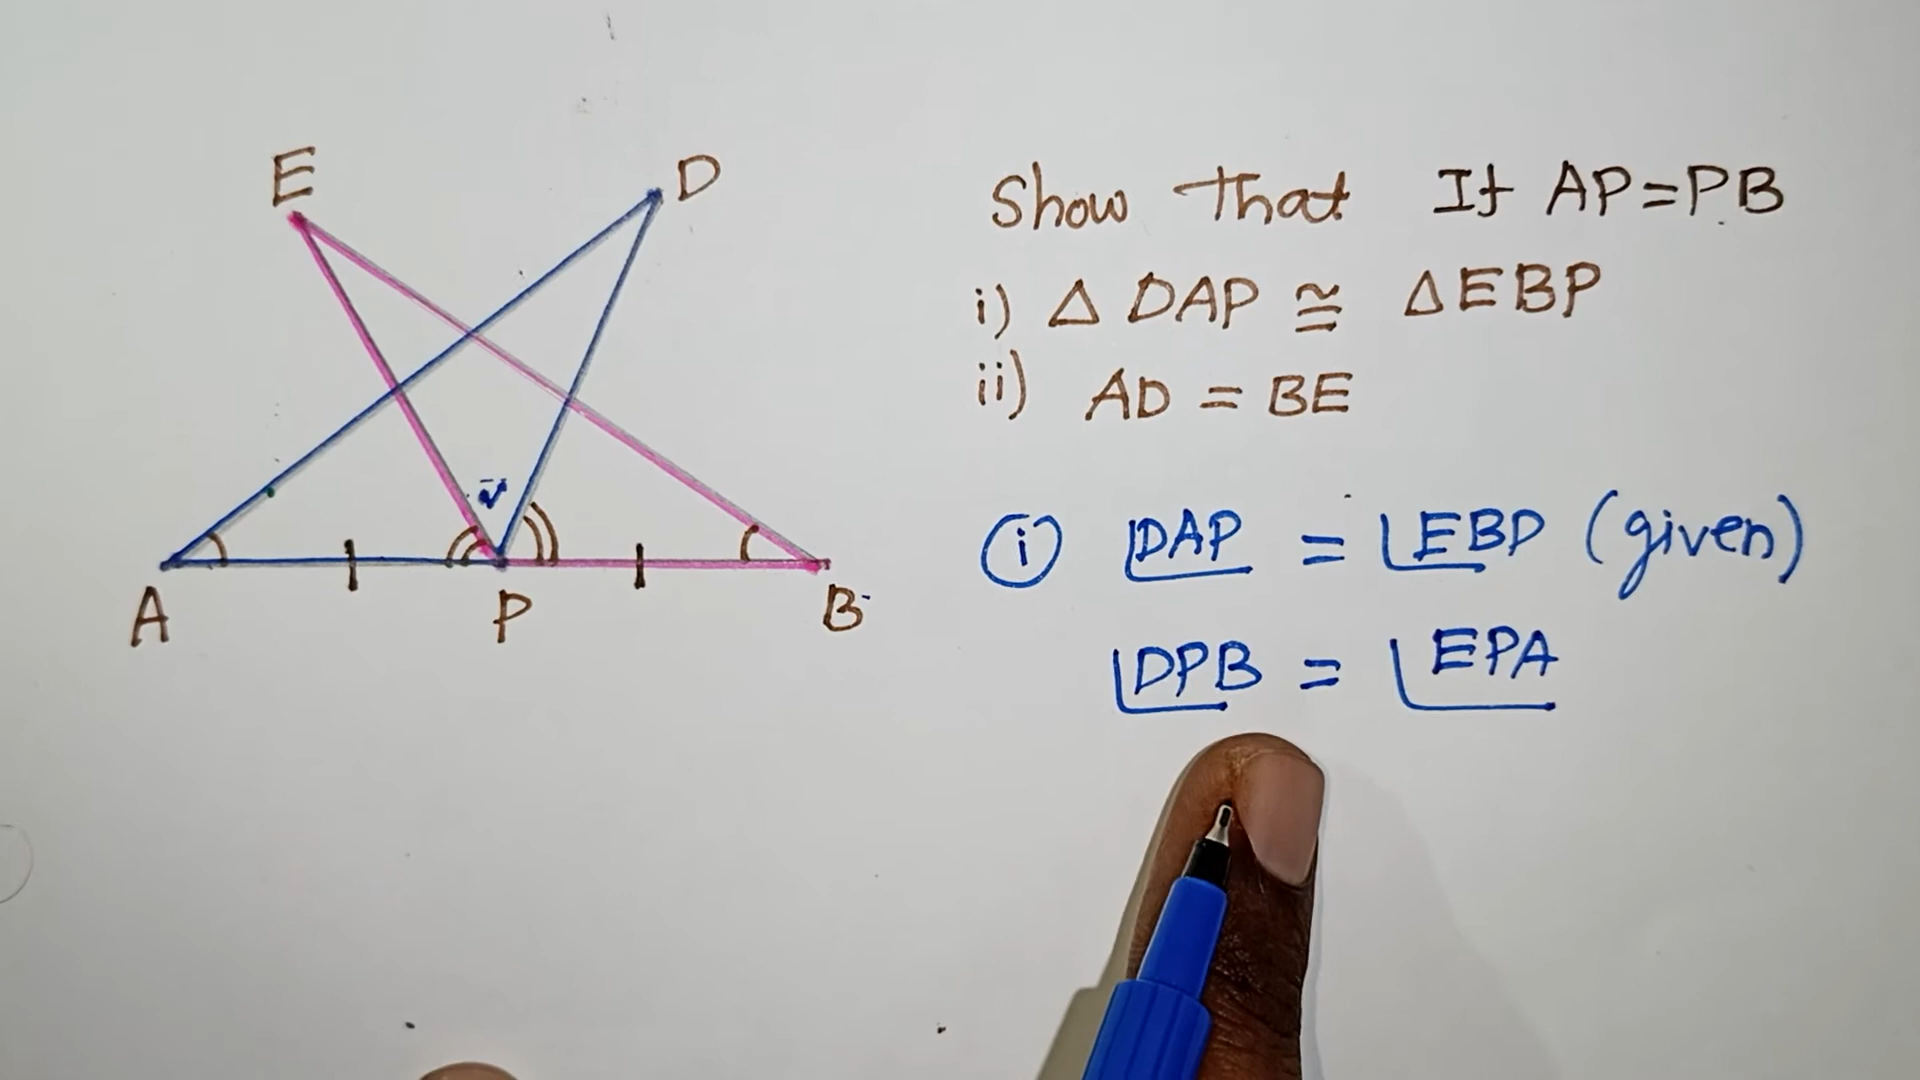 E
D
A
P
B
Show That If AP=PB
i) △ DAP ≅ △EBP
ii) AD = BE
i ∠DAP = ∠EBP (given)
∠DPB = ∠EPA